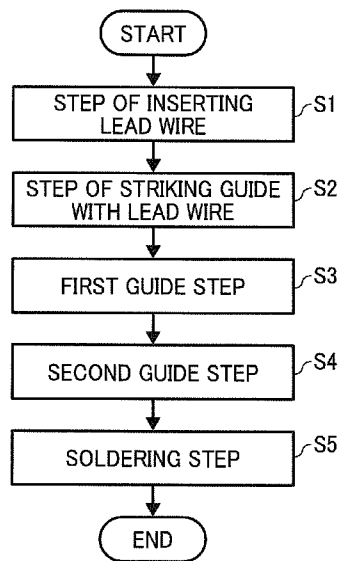 START
STEP OF INSERTING
LEAD WIRE
S1
STEP OF STRIKING GUIDE
WITH LEAD WIRE
S2
FIRST GUIDE STEP
S3
SECOND GUIDE STEP
S4
SOLDERING STEP
S5
END